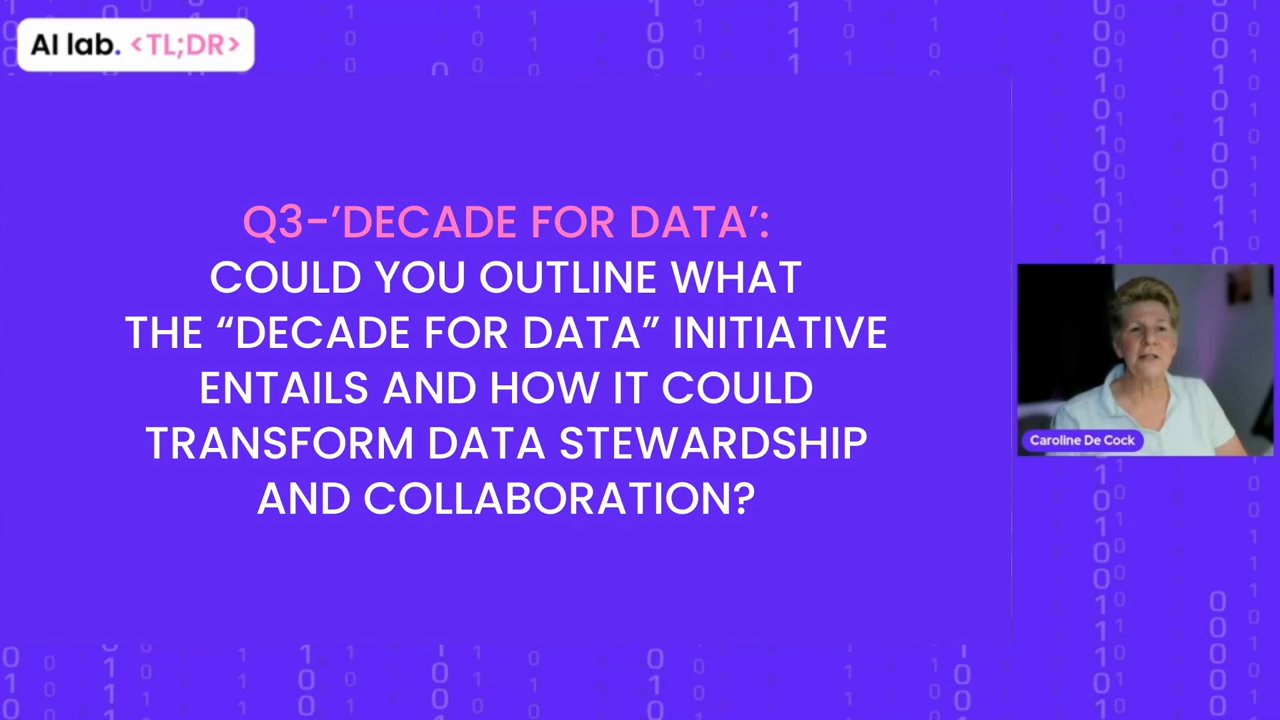 AI lab. <TL;DR>
Q3-'DECADE FOR DATA':
COULD YOU OUTLINE WHAT
THE “DECADE FOR DATA” INITIATIVE
ENTAILS AND HOW IT COULD
TRANSFORM DATA STEWARDSHIP
AND COLLABORATION?
Caroline De Cock